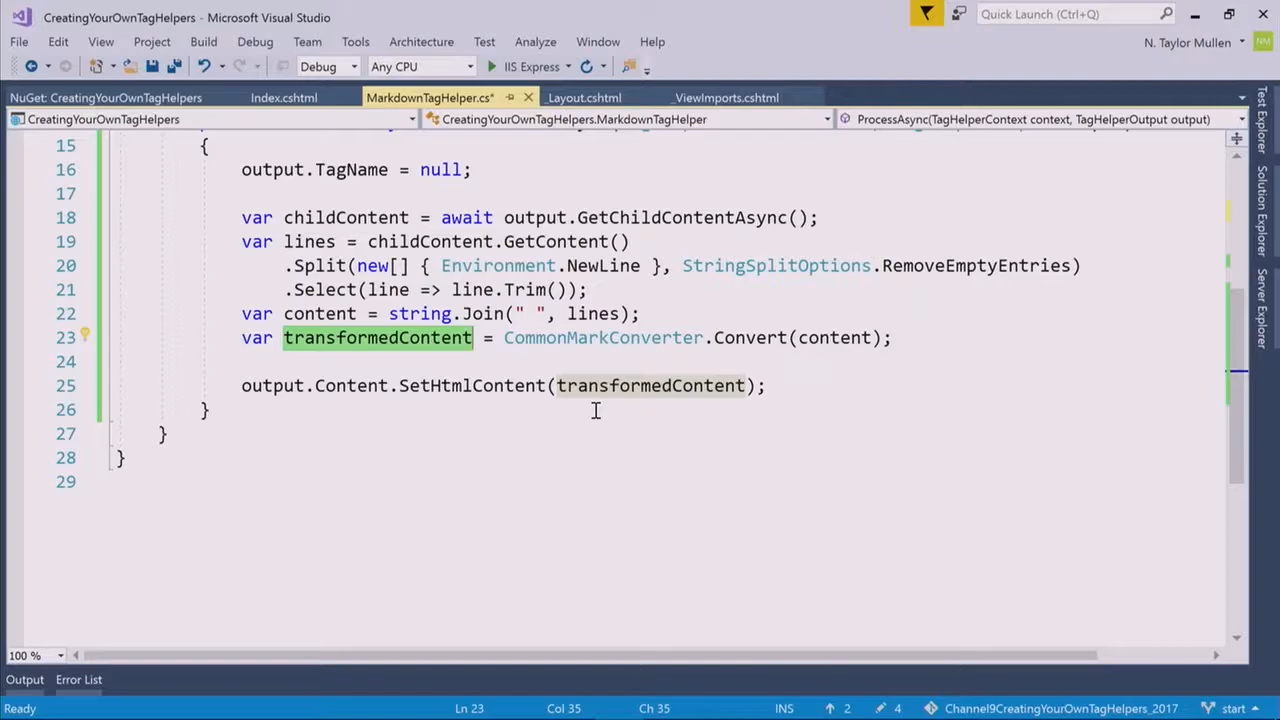 CreatingYourOwnTagHelpers - Microsoft Visual Studio
Quick Launch (Ctrl+Q)
File Edit View Project Build Debug Team Tools Architecture Test Analyze Window Help
N. Taylor Mullen
NM
Debug Any CPU IIS Express
NuGet: CreatingYourOwnTagHelpers Index.cshtml MarkdownTagHelper.cs* _Layout.cshtml _ViewImports.cshtml
CreatingYourOwnTagHelpers CreatingYourOwnTagHelpers.MarkdownTagHelper ProcessAsync(TagHelperContext context, TagHelperOutput output)
15 {
16 output.TagName = null;
17
18 var childContent = await output.GetChildContentAsync();
19 var lines = childContent.GetContent()
20 .Split(new[] { Environment.NewLine }, StringSplitOptions.RemoveEmptyEntries)
21 .Select(line => line.Trim());
22 var content = string.Join(" ", lines);
23 var transformedContent = CommonMarkConverter.Convert(content);
24
25 output.Content.SetHtmlContent(transformedContent);
26 }
27 }
28 }
29
Test Explorer
Solution Explorer
Server Explorer
100 %
Output Error List
Ready Ln 23 Col 35 Ch 35 INS 2 4 Channel9CreatingYourOwnTagHelpers_2017 start